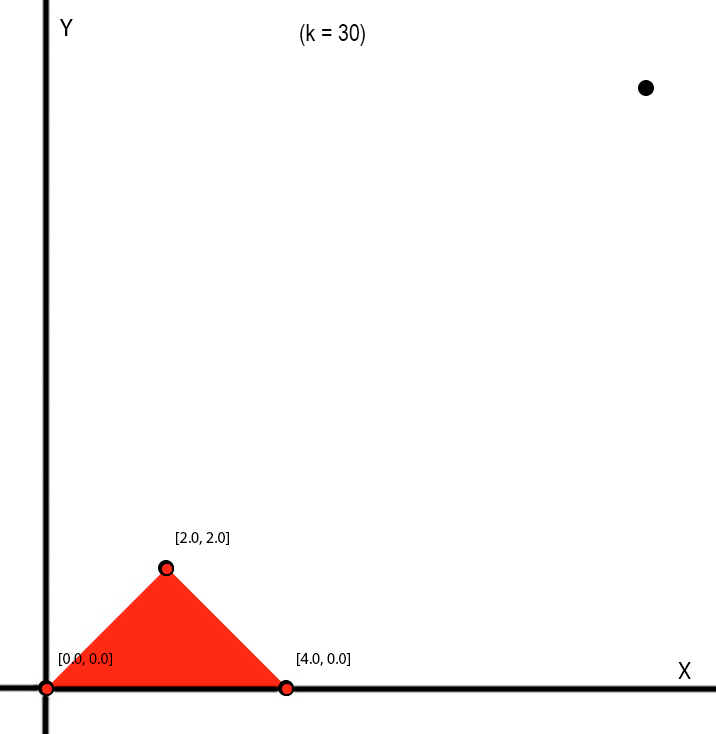 Y
(k = 30)
[2.0, 2.0]
[0.0, 0.0]
[4.0, 0.0]
X